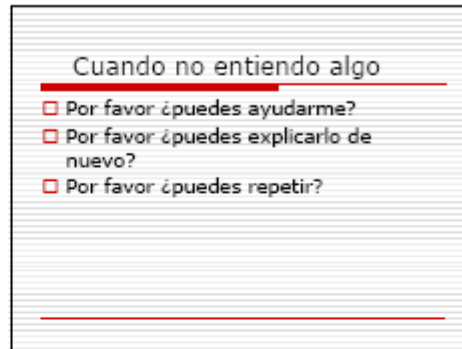 Cuando no entiendo algo
Por favor ¿puedes ayudarme?
Por favor ¿puedes explicarlo de
nuevo?
Por favor ¿puedes repetir?